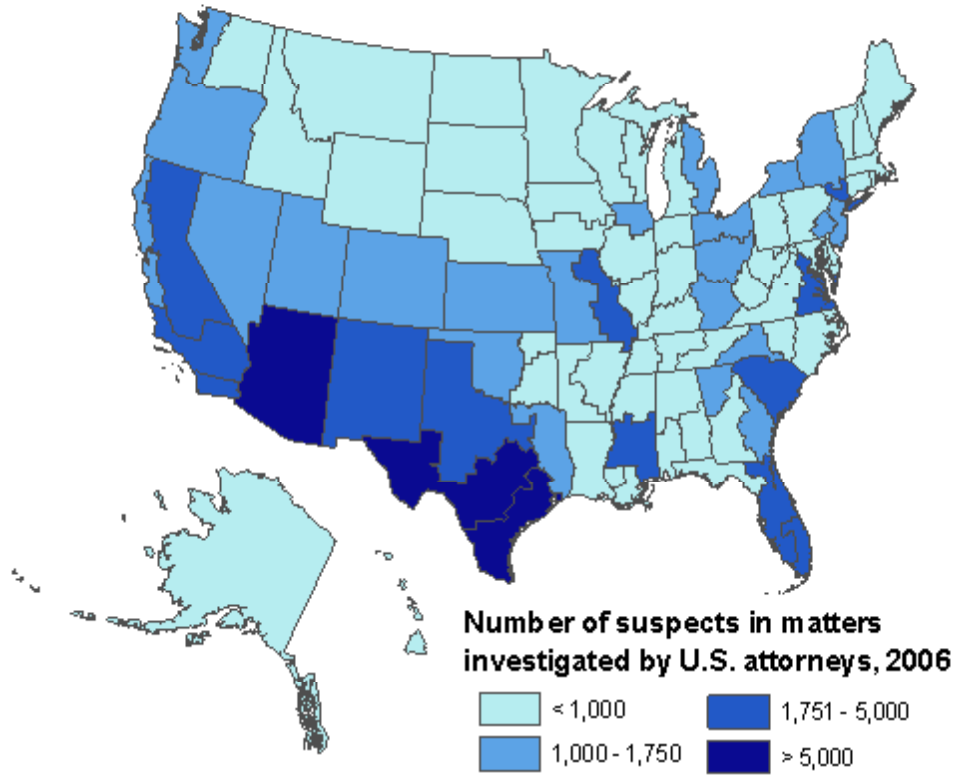 Number of suspects in matters
investigated by U.S. attorneys, 2006
< 1,000
1,751 - 5,000
1,000 - 1,750
> 5,000